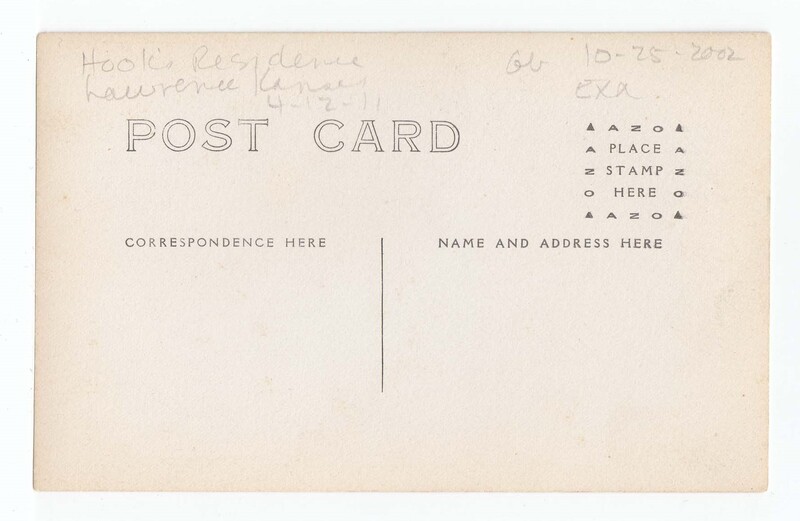 Hook's Residence
Lawrence Kansas
4-12-11
10-25-2002
exa.
POST CARD
AZO
A PLACE A
Z STAMP Z
O HERE O
AZO
CORRESPONDENCE HERE
NAME AND ADDRESS HERE